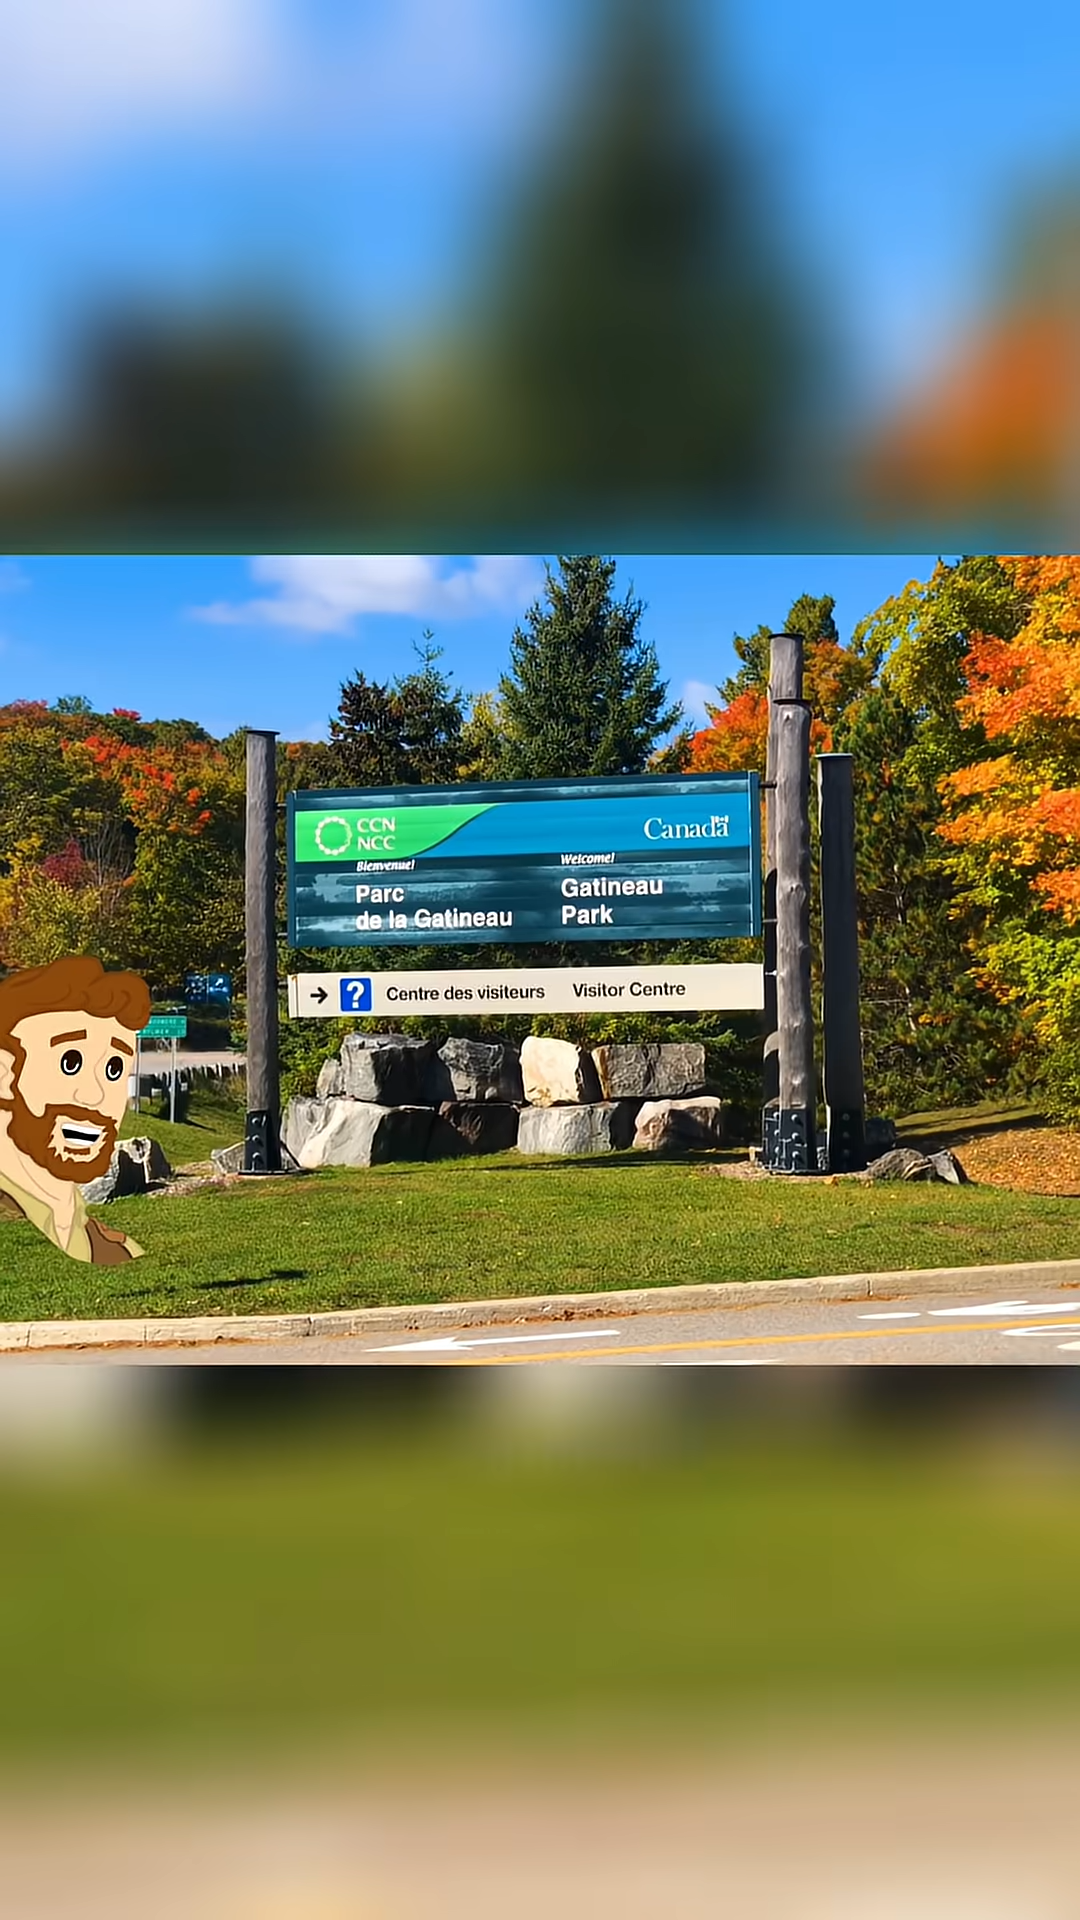 CCN
NCC
Canada
Bienvenue!
Welcome!
Parc
de la Gatineau
Gatineau
Park
?
Centre des visiteurs
Visitor Centre